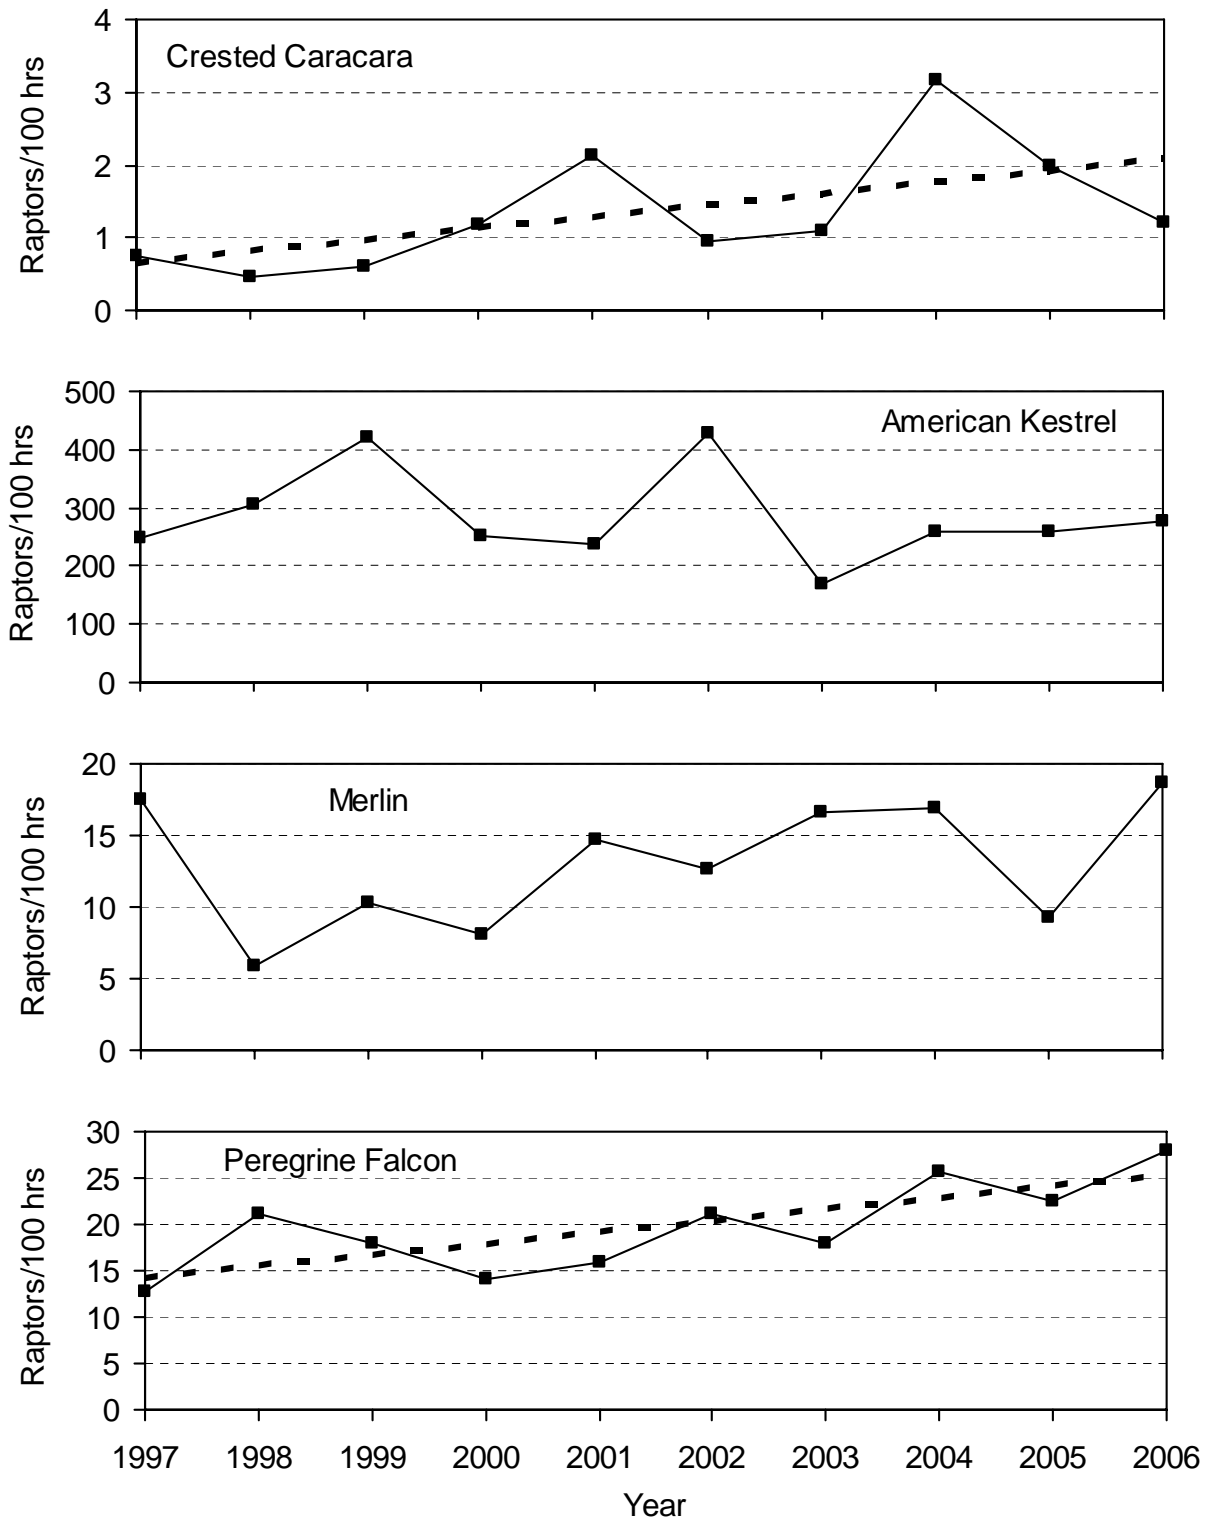 Crested Caracara
Raptors/100 hrs
4
3
2
1
0
American Kestrel
Raptors/100 hrs
500
400
300
200
100
0
Merlin
Raptors/100 hrs
20
15
10
5
0
Peregrine Falcon
Raptors/100 hrs
30
25
20
15
10
5
0
1997 1998 1999 2000 2001 2002 2003 2004 2005 2006
Year